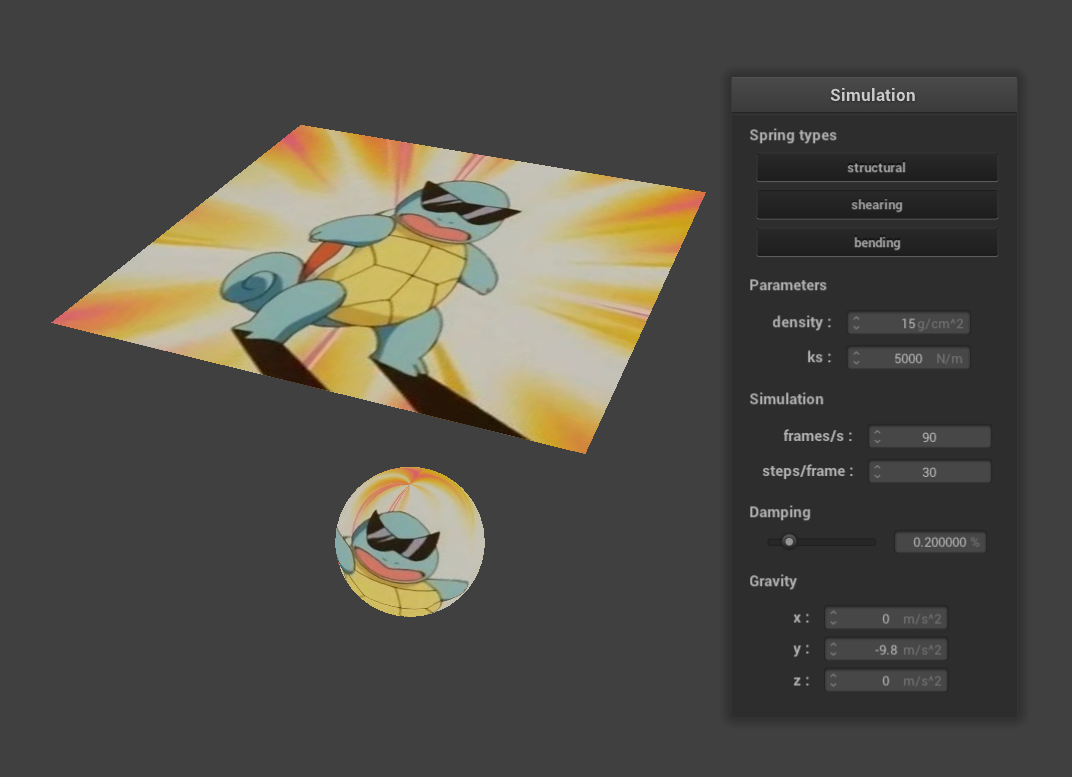 Simulation
Spring types
structural
shearing
bending
Parameters
density : 15 g/cm^2
ks : 5000 N/m
Simulation
frames/s : 90
steps/frame : 30
Damping
0.200000 %
Gravity
x : 0 m/s^2
y : -9.8 m/s^2
z : 0 m/s^2